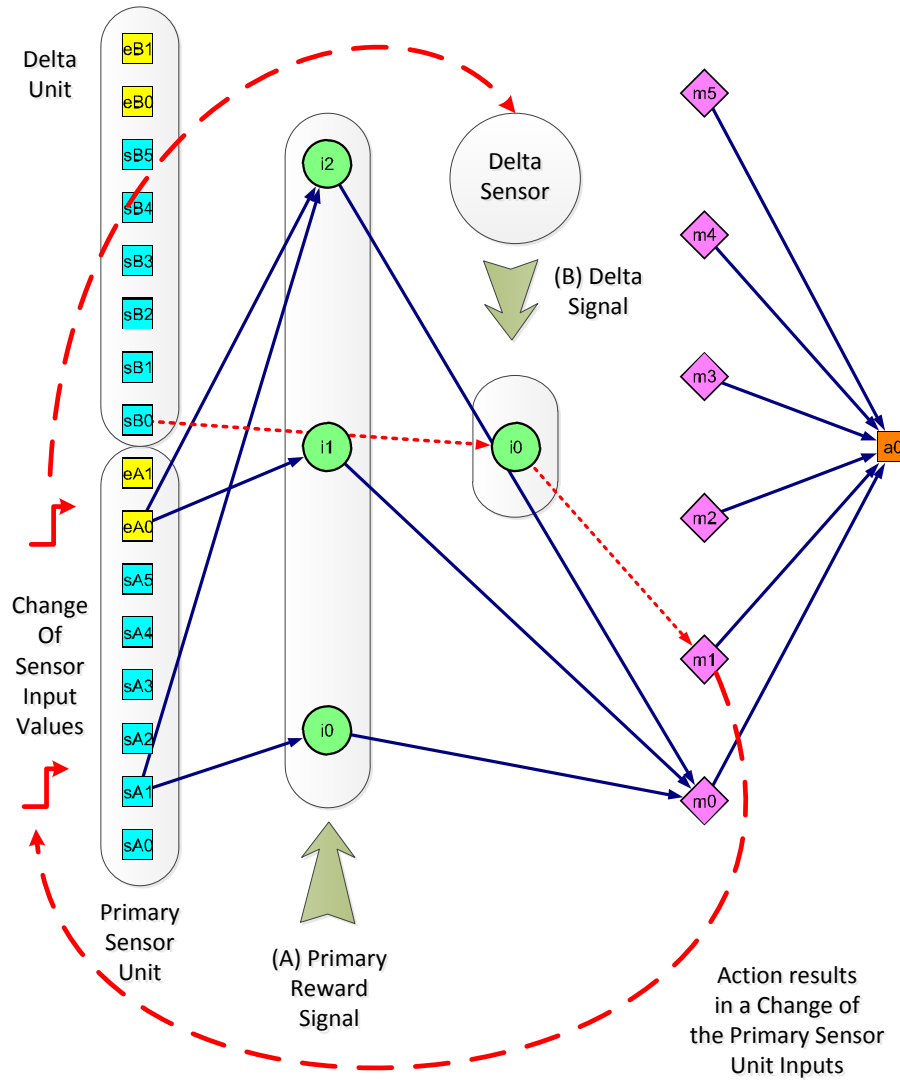 Delta
Unit
eB1
eB0
sB5
sB4
sB3
sB2
sB1
sB0
eA1
eA0
sA5
sA4
sA3
sA2
sA1
sA0
Change
Of
Sensor
Input
Values
Primary
Sensor
Unit
i2
i1
i0
(A) Primary
Reward
Signal
Delta
Sensor
(B) Delta
Signal
i0
m5
m4
m3
m2
m1
m0
a0
Action results
in a Change of
the Primary Sensor
Unit Inputs